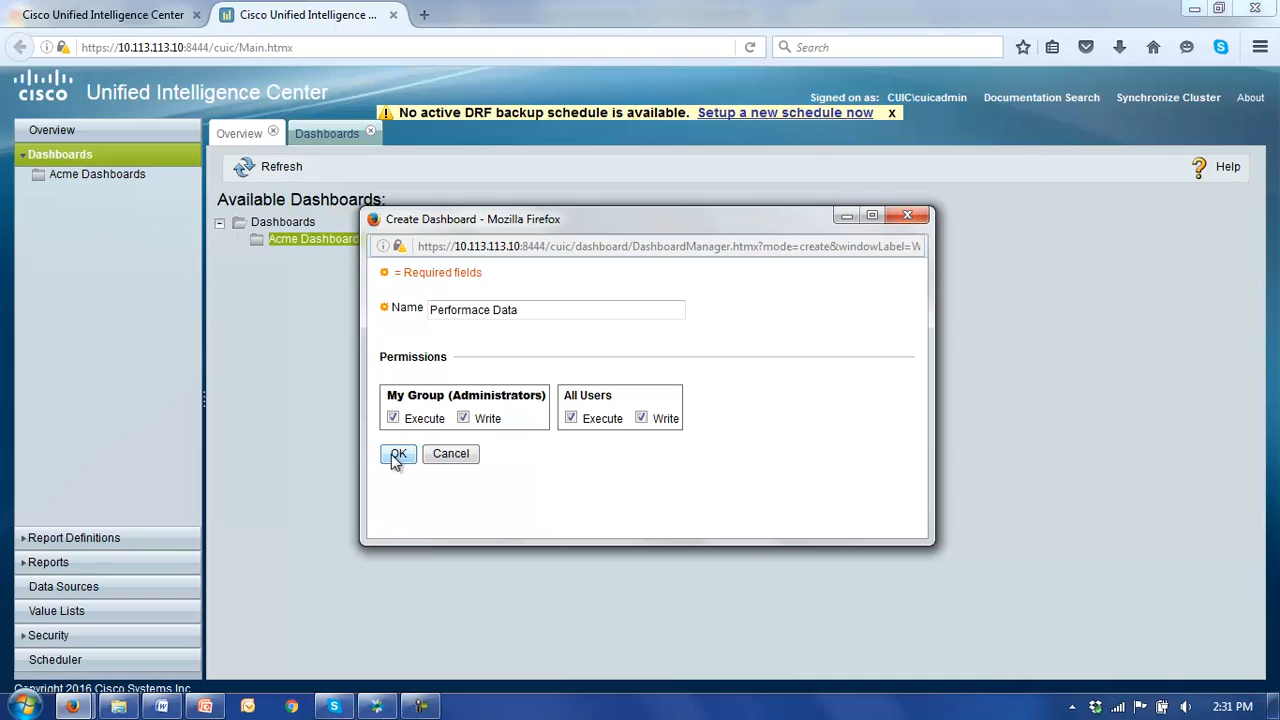 Cisco Unified Intelligence Center
Cisco Unified Intelligence ...
https://10.113.113.10:8444/cuic/Main.htmx
Search
CISCO
Unified Intelligence Center
No active DRF backup schedule is available. Setup a new schedule now x
Signed on as: CUIC\cuicadmin Documentation Search Synchronize Cluster About
Overview
Dashboards
Acme Dashboards
Report Definitions
Reports
Data Sources
Value Lists
Security
Scheduler
Copyright 2016 Cisco Systems Inc
Overview
Dashboards
Refresh
Help
Available Dashboards:
Dashboards
Acme Dashboard
Create Dashboard - Mozilla Firefox
https://10.113.113.10:8444/cuic/dashboard/DashboardManager.htmx?mode=create&windowLabel=W
= Required fields
Name Performace Data
Permissions
My Group (Administrators)
Execute Write
All Users
Execute Write
OK Cancel
2:31 PM